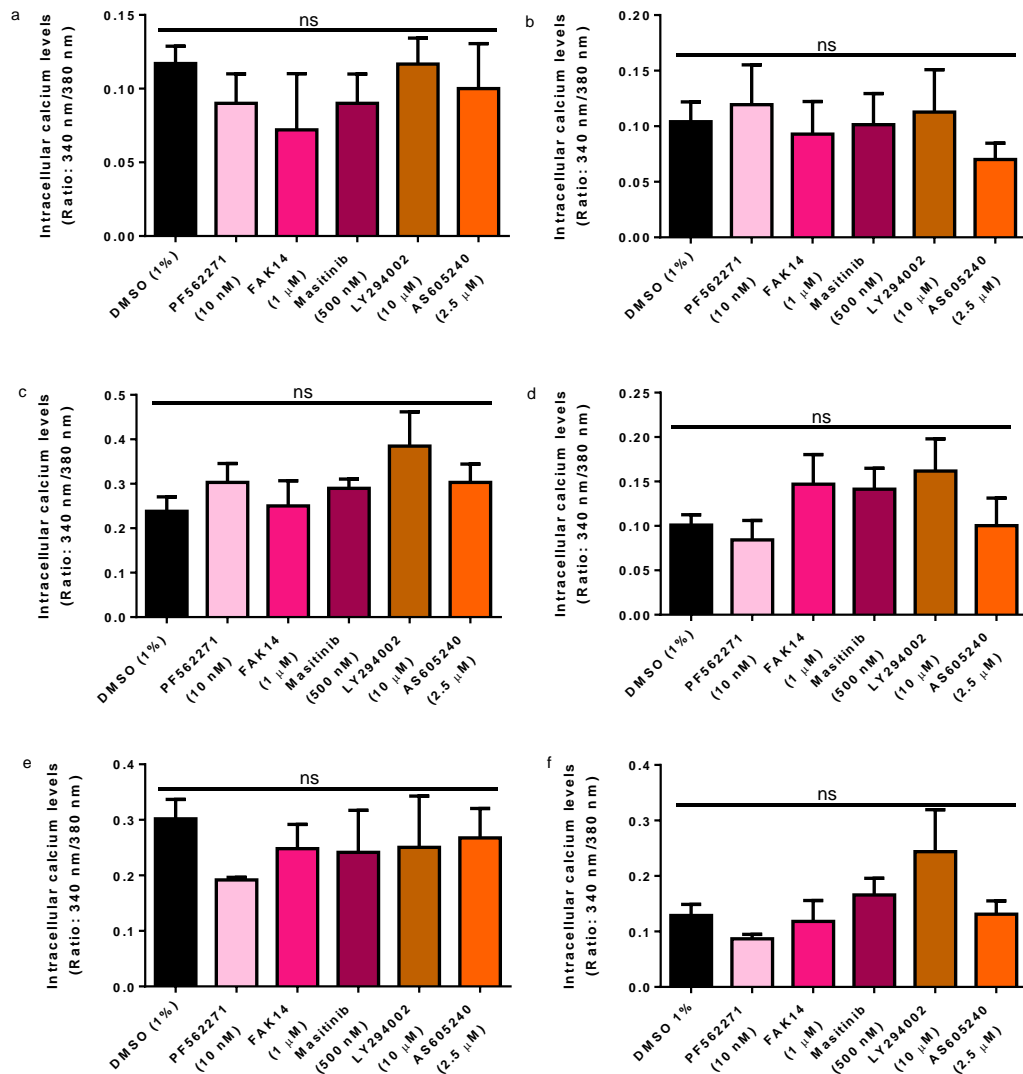 a
ns
0.15
0.10
0.05
0.00
Intracellular calcium levels
(Ratio: 340 nm/380 nm)
DMSO (1%)
PF562271
(10 nM)
FAK14
(1 μM)
Masitinib
(500 nM)
LY294002
(10 μM)
AS605240
(2.5 μM)
b
ns
0.20
0.15
0.10
0.05
0.00
Intracellular calcium levels
(Ratio: 340 nm/380 nm)
DMSO (1%)
PF562271
(10 nM)
FAK14
(1 μM)
Masitinib
(500 nM)
LY294002
(10 μM)
AS605240
(2.5 μM)
c
ns
0.5
0.4
0.3
0.2
0.1
0.0
Intracellular calcium levels
(Ratio: 340 nm/380 nm)
DMSO (1%)
PF562271
(10 nM)
FAK14
(1 μM)
Masitinib
(500 nM)
LY294002
(10 μM)
AS605240
(2.5 μM)
d
ns
0.25
0.20
0.15
0.10
0.05
0.00
Intracellular calcium levels
(Ratio: 340 nm/380 nm)
DMSO (1%)
PF562271
(10 nM)
FAK14
(1 μM)
Masitinib
(500 nM)
LY294002
(10 μM)
AS605240
(2.5 μM)
e
ns
0.4
0.3
0.2
0.1
0.0
Intracellular calcium levels
(Ratio: 340 nm/380 nm)
DMSO (1%)
PF562271
(10 nM)
FAK14
(1 μM)
Masitinib
(500 nM)
LY294002
(10 μM)
AS605240
(2.5 μM)
f
ns
0.4
0.3
0.2
0.1
0.0
Intracellular calcium levels
(Ratio: 340 nm/380 nm)
DMSO 1%
PF562271
(10 nM)
FAK14
(1 μM)
Masitinib
(500 nM)
LY294002
(10 μM)
AS605240
(2.5 μM)